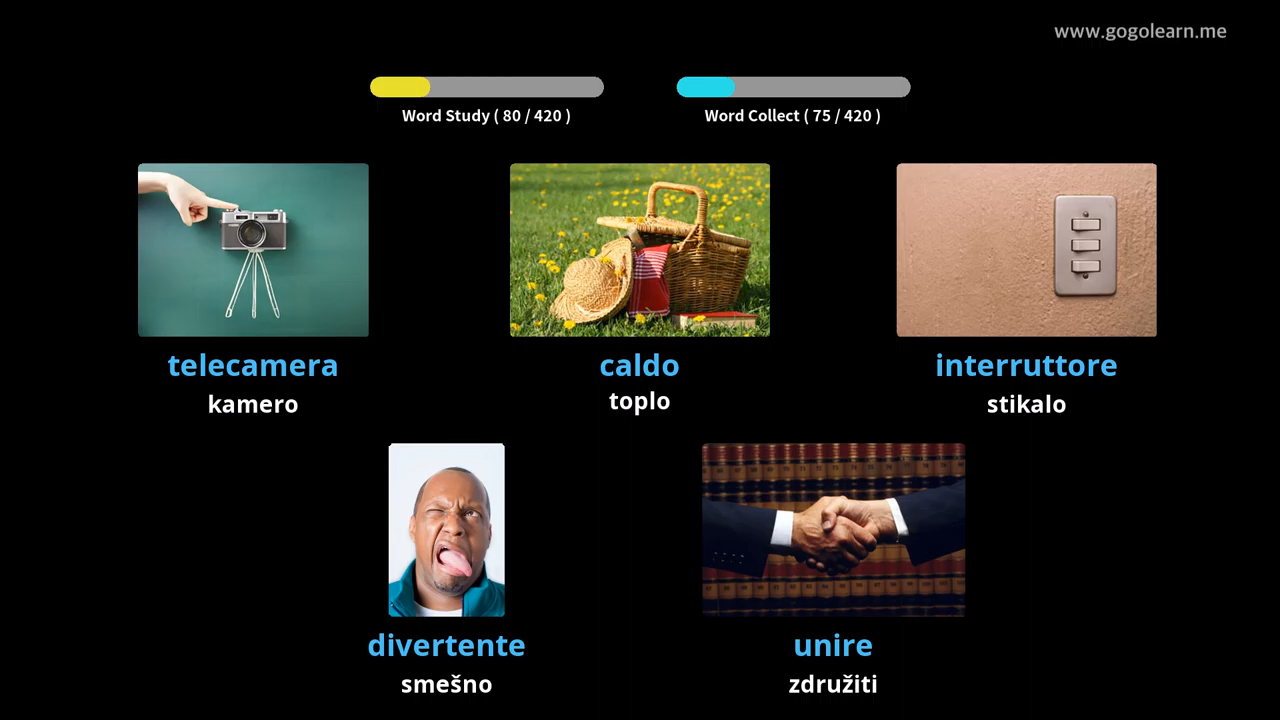 www.gogolearn.me
Word Study ( 80 / 420 )
Word Collect ( 75 / 420 )
telecamera
kamero
caldo
toplo
interruttore
stikalo
divertente
smešno
unire
združiti